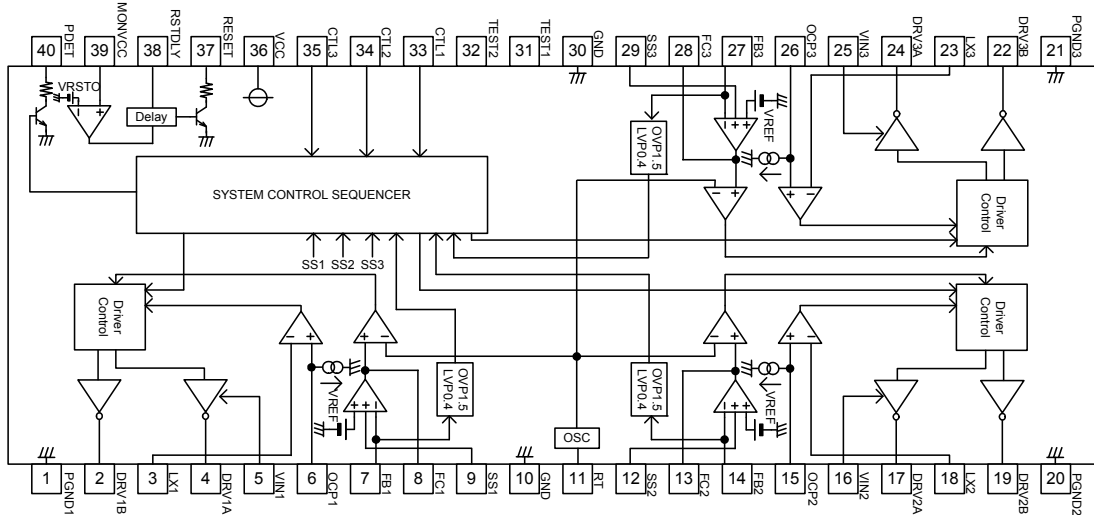 PDET MONVCC RSTDLY RESET VCC CTL3 CTL2 CTL1 TEST2 TEST1 GND SS3 FC3 FB3 OCP3 VIN3 DRV3A LX3 DRV3B PGND3
40 39 38 37 36 35 34 33 32 31 30 29 28 27 26 25 24 23 22 21
VRSTO
- +
Delay
OVP1.5
LVP0.4
- + +
VREF
SYSTEM CONTROL SEQUENCER
- +
+ -
Driver
Control
SS1 SS2 SS3
Driver
Control
- +
+ -
OVP1.5
LVP0.4
VREF
+ + -
OSC
OVP1.5
LVP0.4
- +
VREF
- + +
+ -
Driver
Control
1 2 3 4 5 6 7 8 9 10 11 12 13 14 15 16 17 18 19 20
PGND1 DRV1B LX1 DRV1A VIN1 OCP1 FB1 FC1 SS1 GND RT SS2 FC2 FB2 OCP2 VIN2 DRV2A LX2 DRV2B PGND2